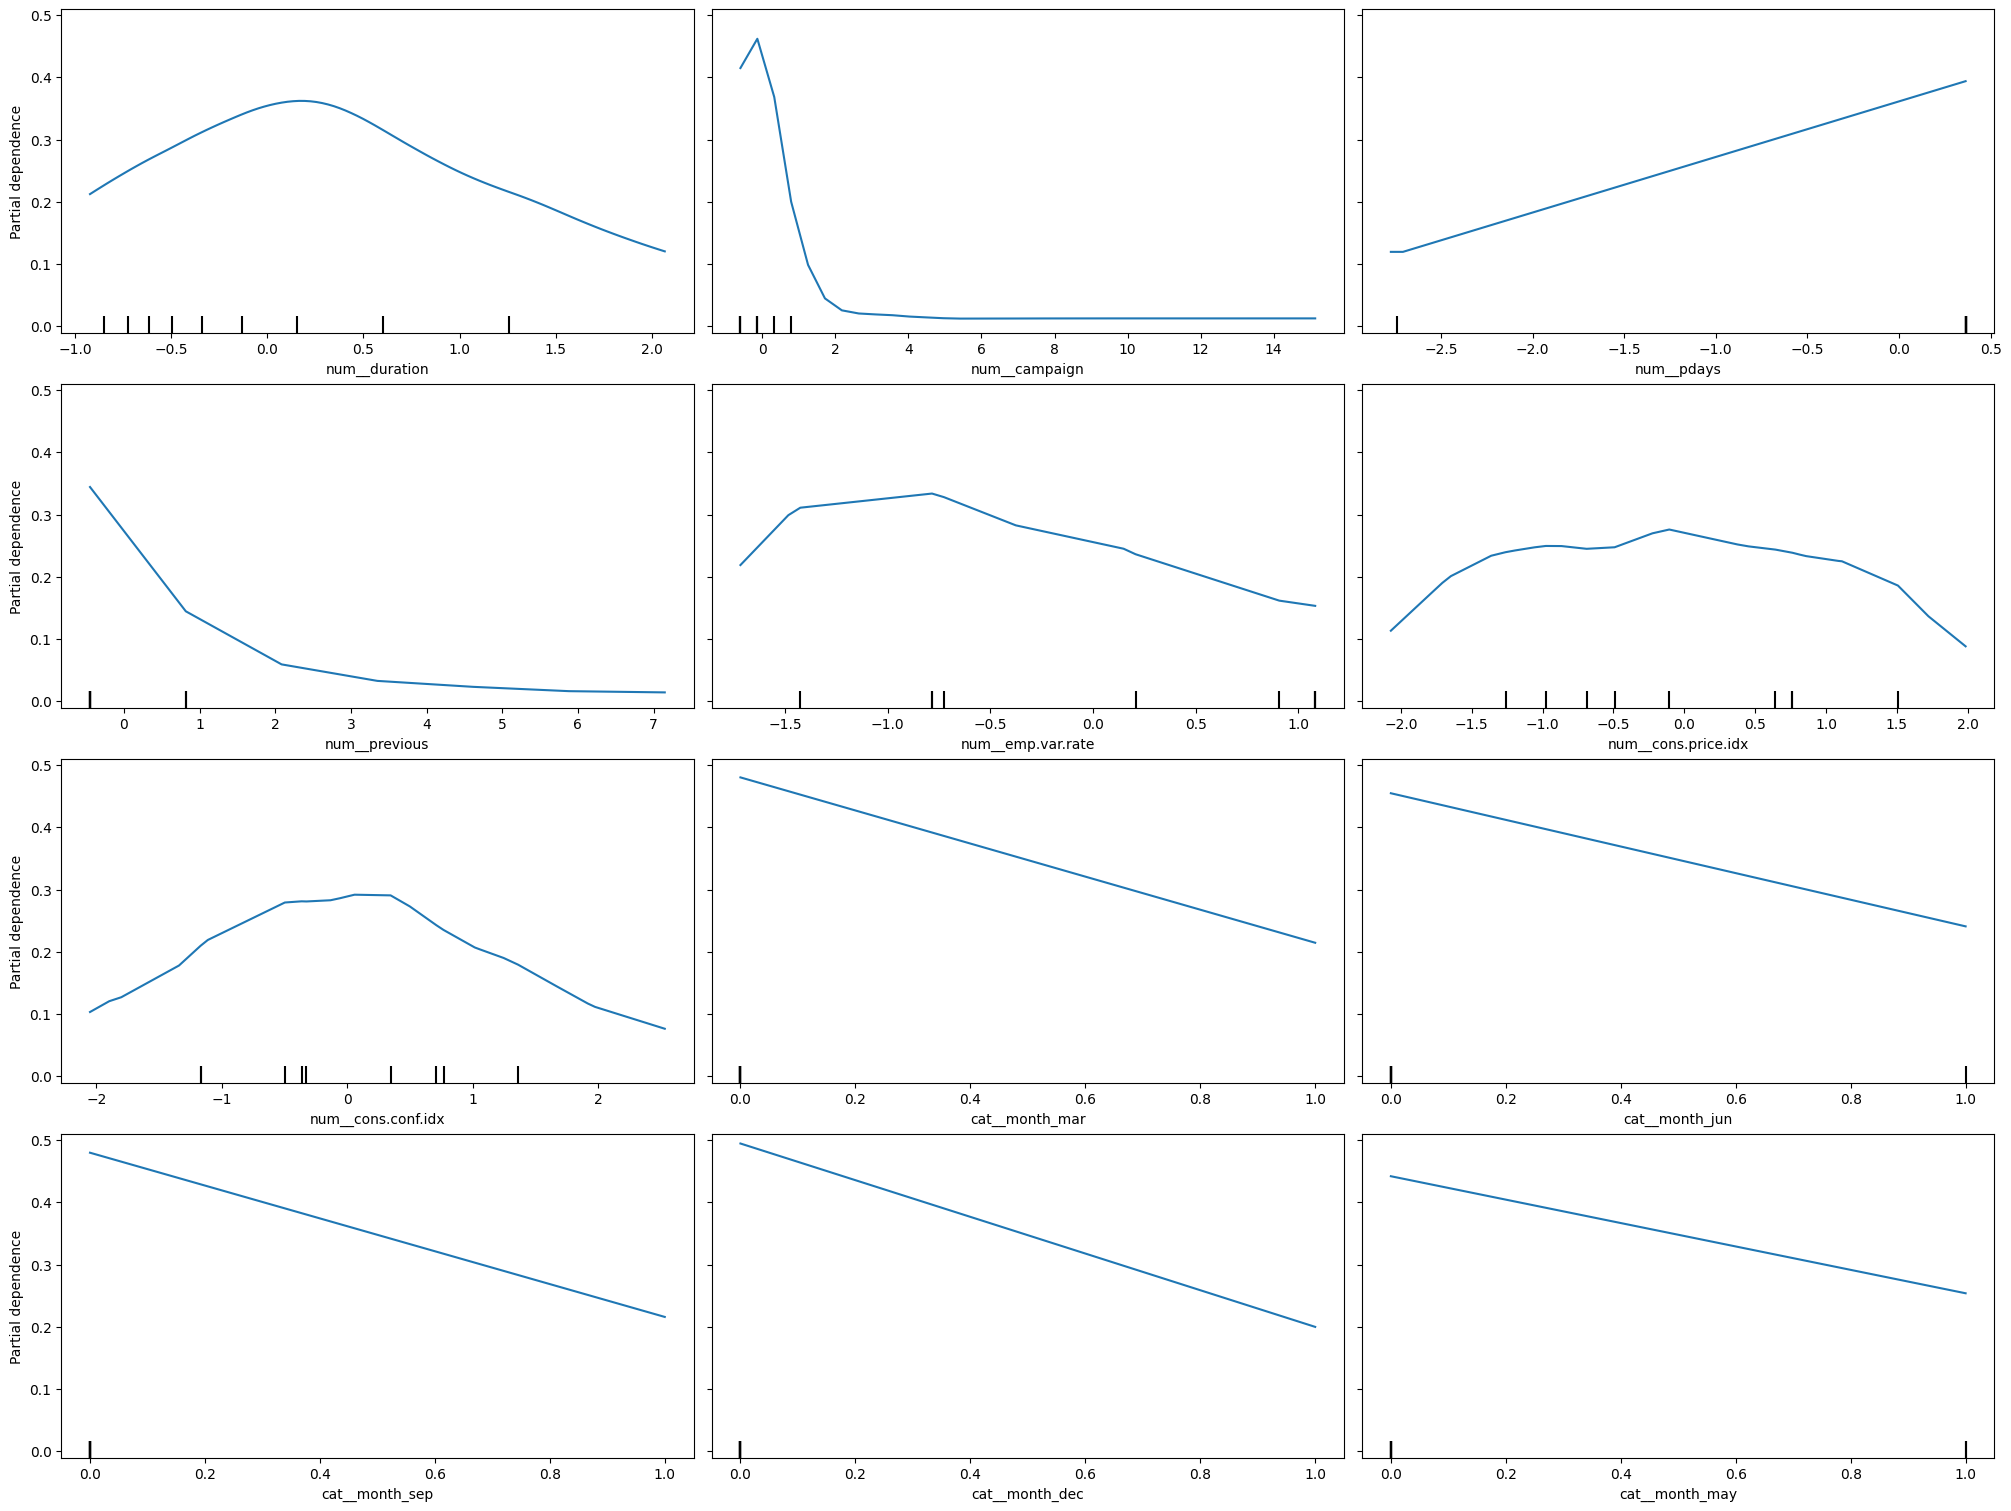 0.5
0.4
0.3
0.2
0.1
0.0
Partial dependence
−1.0 −0.5 0.0 0.5 1.0 1.5 2.0
num__duration
0 2 4 6 8 10 12 14
num__campaign
−2.5 −2.0 −1.5 −1.0 −0.5 0.0 0.5
num__pdays
0.5
0.4
0.3
0.2
0.1
0.0
Partial dependence
0 1 2 3 4 5 6 7
num__previous
−1.5 −1.0 −0.5 0.0 0.5 1.0
num__emp.var.rate
−2.0 −1.5 −1.0 −0.5 0.0 0.5 1.0 1.5 2.0
num__cons.price.idx
0.5
0.4
0.3
0.2
0.1
0.0
Partial dependence
−2 −1 0 1 2
num__cons.conf.idx
0.0 0.2 0.4 0.6 0.8 1.0
cat__month_mar
0.0 0.2 0.4 0.6 0.8 1.0
cat__month_jun
0.5
0.4
0.3
0.2
0.1
0.0
Partial dependence
0.0 0.2 0.4 0.6 0.8 1.0
cat__month_sep
0.0 0.2 0.4 0.6 0.8 1.0
cat__month_dec
0.0 0.2 0.4 0.6 0.8 1.0
cat__month_may